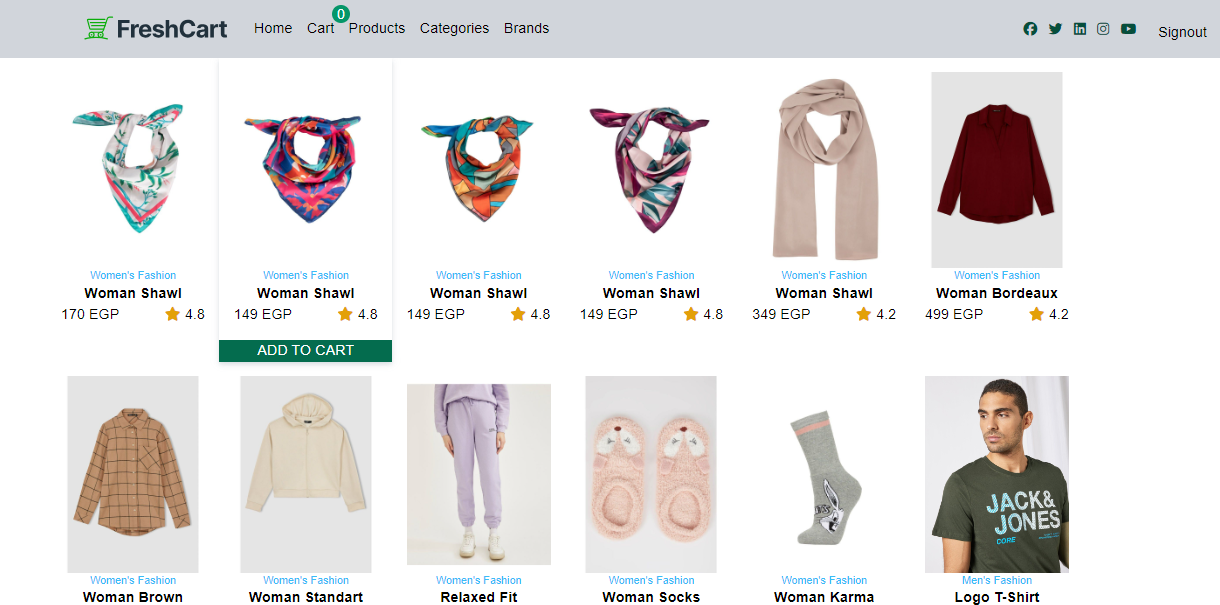 FreshCart
Home Cart 0 Products Categories Brands
Signout
Women's Fashion Women's Fashion Women's Fashion Women's Fashion Women's Fashion Women's Fashion
Woman Shawl Woman Shawl Woman Shawl Woman Shawl Woman Shawl Woman Bordeaux
170 EGP 4.8 149 EGP 4.8 149 EGP 4.8 149 EGP 4.8 349 EGP 4.2 499 EGP 4.2
ADD TO CART
JACK&
JONES
CORE
Women's Fashion Women's Fashion Women's Fashion Women's Fashion Women's Fashion Men's Fashion
Woman Brown Woman Standart Relaxed Fit Woman Socks Woman Karma Logo T-Shirt